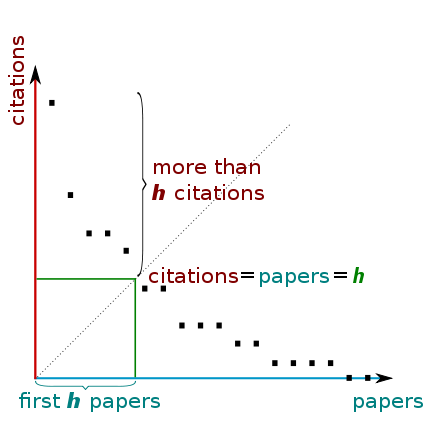 citations
more than
h citations
citations=papers=h
first h papers
papers